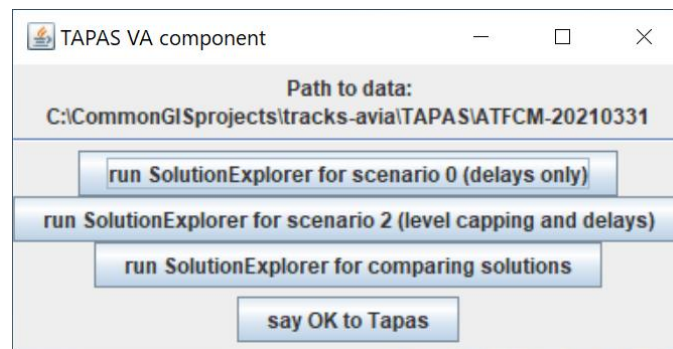 TAPAS VA component
Path to data:
C:\CommonGISprojects\tracks-avia\TAPAS\ATFCM-20210331
run SolutionExplorer for scenario 0 (delays only)
run SolutionExplorer for scenario 2 (level capping and delays)
run SolutionExplorer for comparing solutions
say OK to Tapas